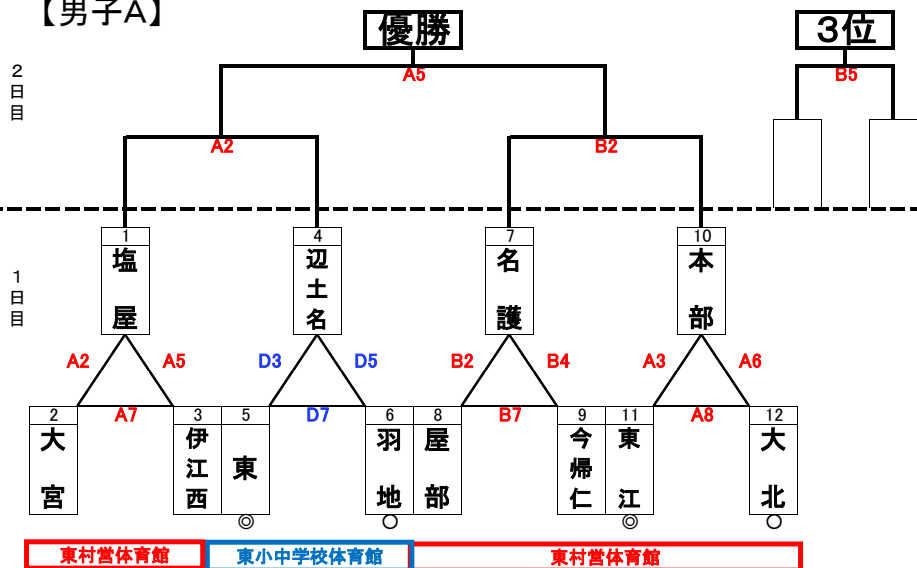 【男子A】
優勝
3位
2日目
A5
B5
A2
B2
1日目
1
塩屋
4
辺土名
7
名護
10
本部
A2
A5
D3
D5
B2
B4
A3
A6
A7
D7
B7
A8
2
大宮
3
伊江西
5
東
6
羽地
8
屋部
9
今帰仁
11
東江
12
大北
◎
○
◎
○
東村営体育館
東小中学校体育館
東村営体育館